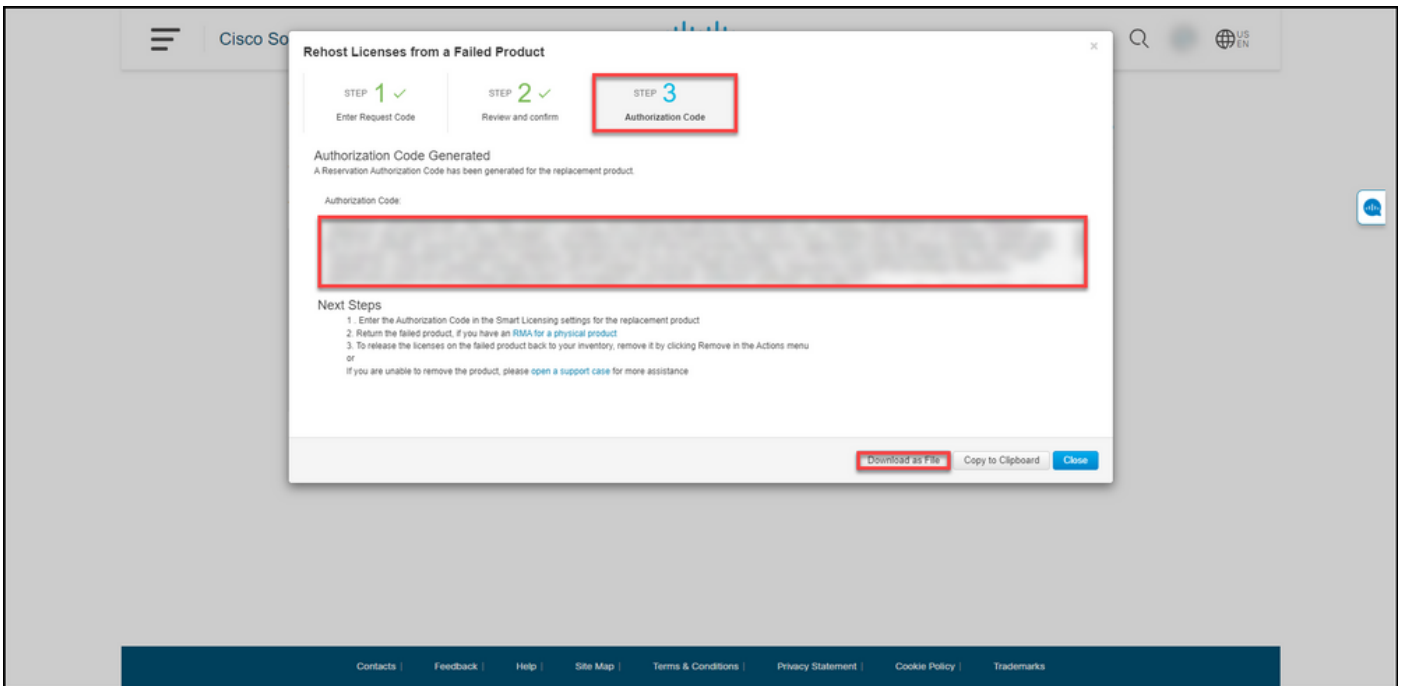 Cisco So
US
EN
Rehost Licenses from a Failed Product
×
STEP 1 ✓
Enter Request Code
STEP 2 ✓
Review and confirm
STEP 3
Authorization Code
Authorization Code Generated
A Reservation Authorization Code has been generated for the replacement product.
Authorization Code:
Next Steps
1 . Enter the Authorization Code in the Smart Licensing settings for the replacement product
2. Return the failed product, if you have an RMA for a physical product
3. To release the licenses on the failed product back to your inventory, remove it by clicking Remove in the Actions menu
or
If you are unable to remove the product, please open a support case for more assistance
Download as File
Copy to Clipboard
Close
Contacts | Feedback | Help | Site Map | Terms & Conditions | Privacy Statement | Cookie Policy | Trademarks